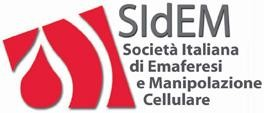 SIdEM
Società Italiana
di Emaferesi
e Manipolazione
Cellulare